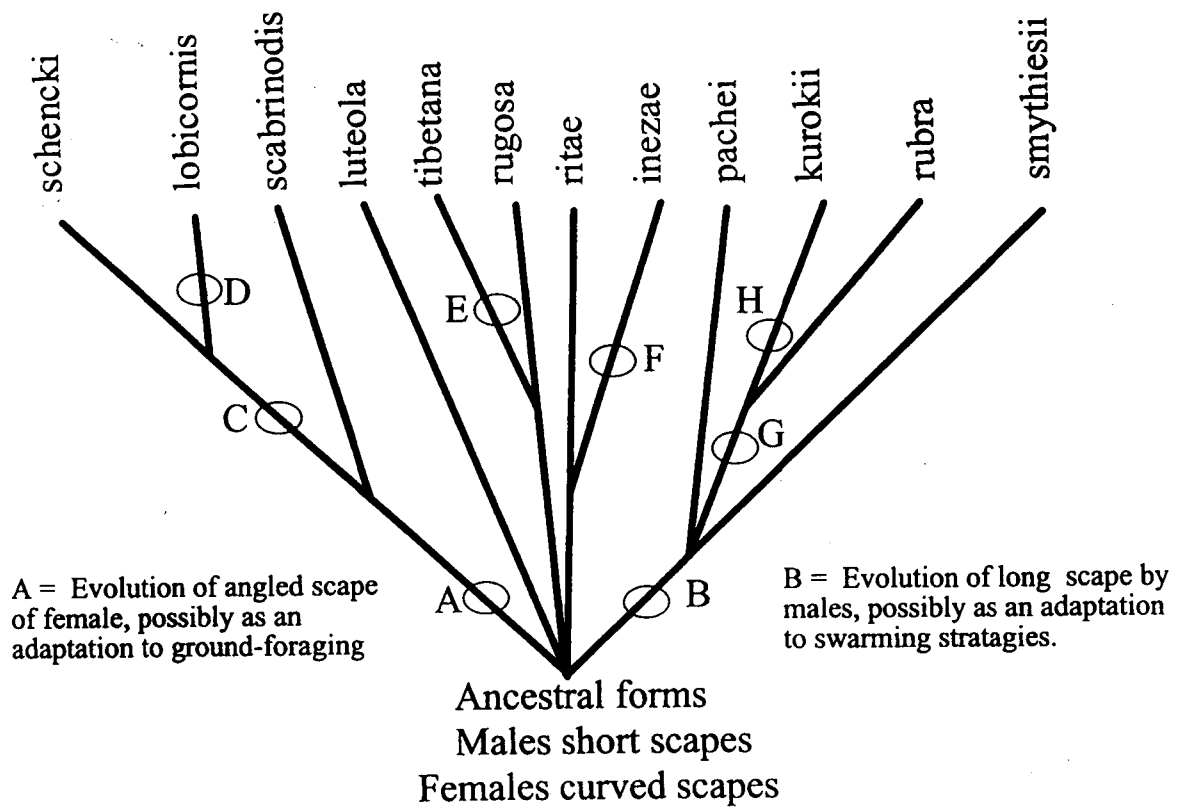 schencki
lobicornis
scabrinodis
luteola
tibetana
rugosa
ritae
inezae
pachei
kurokii
rubra
smythiesii
D
E
H
F
C
G
A = Evolution of angled scape
of female, possibly as an
adaptation to ground-foraging
A
B
B = Evolution of long scape by
males, possibly as an adaptation
to swarming stratagies.
Ancestral forms
Males short scapes
Females curved scapes